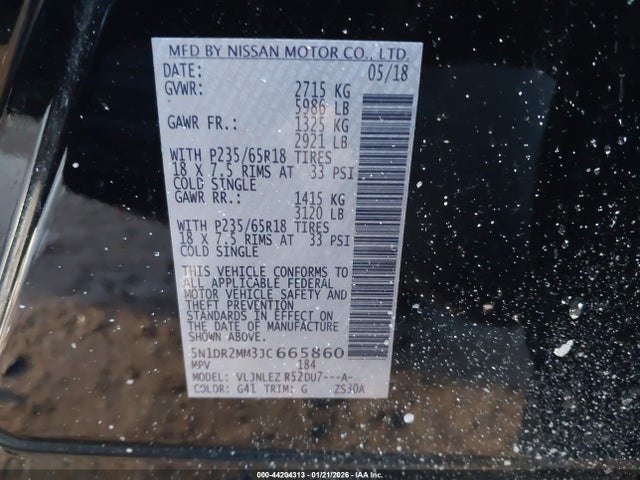 MFD BY NISSAN MOTOR CO., LTD.
DATE: 05/18
GVWR: 2715 KG
5986 LB
GAWR FR.: 1325 KG
2921 LB
WITH P235/65R18 TIRES
18 X 7.5 RIMS AT 33 PSI
COLD SINGLE
GAWR RR.: 1415 KG
3120 LB
WITH P235/65R18 TIRES
18 X 7.5 RIMS AT 33 PSI
COLD SINGLE
THIS VEHICLE CONFORMS TO
ALL APPLICABLE FEDERAL
MOTOR VEHICLE SAFETY AND
THEFT PREVENTION
STANDARDS IN EFFECT ON
THE DATE OF MANUFACTURE
SHOWN ABOVE.
5N1DR2MM3JC665860
MPV 184
MODEL: VLJNLEZ R52DU7---A-
COLOR: G41 TRIM: G ZS30A
000-44204313 - 01/21/2026 - IAA Inc.